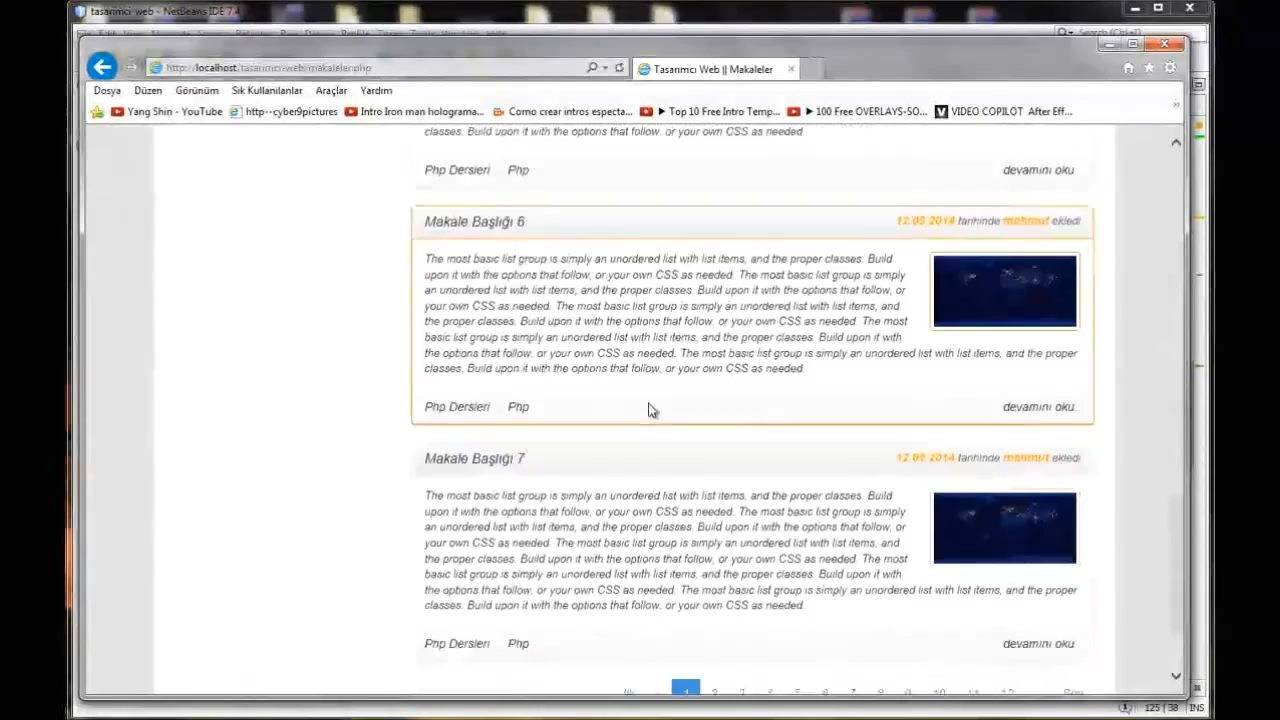 tasarimci-web - NetBeans IDE 7.4
Search (Ctrl+I)
http://localhost/tasarimci-web/makaleler.php
Tasarımcı Web || Makaleler
Dosya Düzen Görünüm Sık Kullanılanlar Araçlar Yardım
Yang Shin - YouTube http--cyber9pictures Intro Iron man holograma... Como crear intros especta... ▶ Top 10 Free Intro Temp... ▶ 100 Free OVERLAYS-SO... VIDEO COPILOT After Eff...
classes. Build upon it with the options that follow, or your own CSS as needed
Php Dersleri Php devamını oku
Makale Başlığı 6 12.08.2014 tarihinde mahmut ekledi
The most basic list group is simply an unordered list with list items, and the proper classes. Build
upon it with the options that follow, or your own CSS as needed. The most basic list group is simply
an unordered list with list items, and the proper classes. Build upon it with the options that follow, or
your own CSS as needed. The most basic list group is simply an unordered list with list items, and
the proper classes. Build upon it with the options that follow, or your own CSS as needed. The most
basic list group is simply an unordered list with list items, and the proper classes. Build upon it with
the options that follow, or your own CSS as needed. The most basic list group is simply an unordered list with list items, and the proper
classes. Build upon it with the options that follow, or your own CSS as needed.
Php Dersleri Php devamını oku.
Makale Başlığı 7 12.08.2014 tarihinde mahmut ekledi
The most basic list group is simply an unordered list with list items, and the proper classes. Build
upon it with the options that follow, or your own CSS as needed. The most basic list group is simply
an unordered list with list items, and the proper classes. Build upon it with the options that follow, or
your own CSS as needed. The most basic list group is simply an unordered list with list items, and
the proper classes. Build upon it with the options that follow, or your own CSS as needed. The most
basic list group is simply an unordered list with list items, and the proper classes. Build upon it with
the options that follow, or your own CSS as needed. The most basic list group is simply an unordered list with list items, and the proper
classes. Build upon it with the options that follow, or your own CSS as needed.
Php Dersleri Php devamını oku
125 | 38 INS